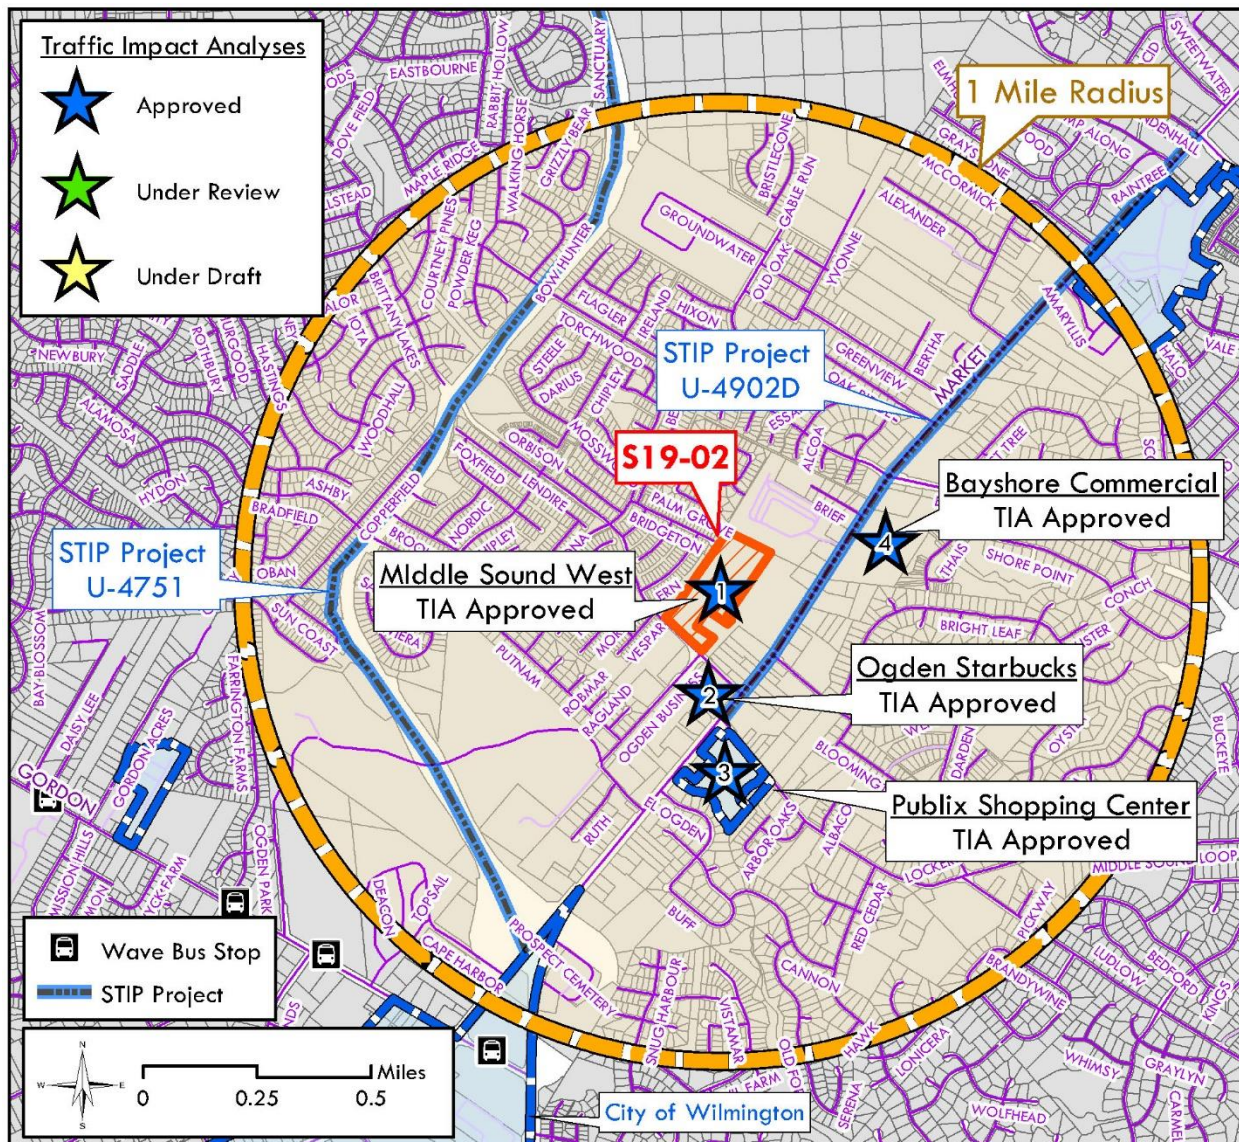 Traffic Impact Analyses
Approved
Under Review
Under Draft
1 Mile Radius
EASTBOURNE
RABBIT HOLLOW
SANCTUARY
DOVE FIELD
MAPLE RIDGE
WALKING HORSE
GRIZZLY BEAR
BRISTLECONE
GABLE RUN
MCCORMICK
SWEETWATER
RAINTREE
COURTNEY PINES
POWDER KEG
BOW HUNTER
GROUNDWATER
OLD OAK
YVONNE
ALEXANDER
BRITTANY LAKES
IOTA
FLAGLER
IRELAND
HIXON
TORCHWOOD
AMARYLIS
NEWBURY
SADDLE
ROTHBURY
STEELE
DARIUS
CHIPLEY
GREENVIEW
BERTHA
MARKET
VALE
STIP Project
U-4902D
ALAMOSA
WOODHALL
HYDON
ORBISON
ALCOA
S19-02
FOXFIELD
LENDIRE
ASHBY
BRADFIELD
COPPERFIELD
NORDIC
PALM GROVE
BRIDGETON
BRIEF
Bayshore Commercial
TIA Approved
4
STIP Project
U-4751
OBAN
SUN COAST
MIddle Sound West
TIA Approved
1
THAIS
SHORE POINT
CONCH
BRIGHT LEAF
BAY BLOSSOM
FARRINGTON FARMS
PUTNAM
VESPAR
ROBMAR
RAGLAND
OGDEN BUSINESS
2
Ogden Starbucks
TIA Approved
DAISY LEE
GORDON ACRES
GORDON
BLOOMING
DARDEN
BUCKEYE
3
Publix Shopping Center
TIA Approved
RUTH
EL OGDEN
ARBOR OAKS
MISSION HILLS
OGDEN PARK
MIDDLE SOUND LOOP
DEACON
TOPSAIL
BUFF
RED CEDAR
PICKWAY
CAPE HARBOR
PROSPECT CEMETERY
CANNON
BRANDYWINE
LUDLOW
BEDFORD
KINGS
Wave Bus Stop
STIP Project
SNUG HARBOUR
VISTAMAR
HAWK
LONICERA
SERENA
WHIMSY
GRAYLYN
WOLFHEAD
N
W
E
S
Miles
0
0.25
0.5
City of Wilmington